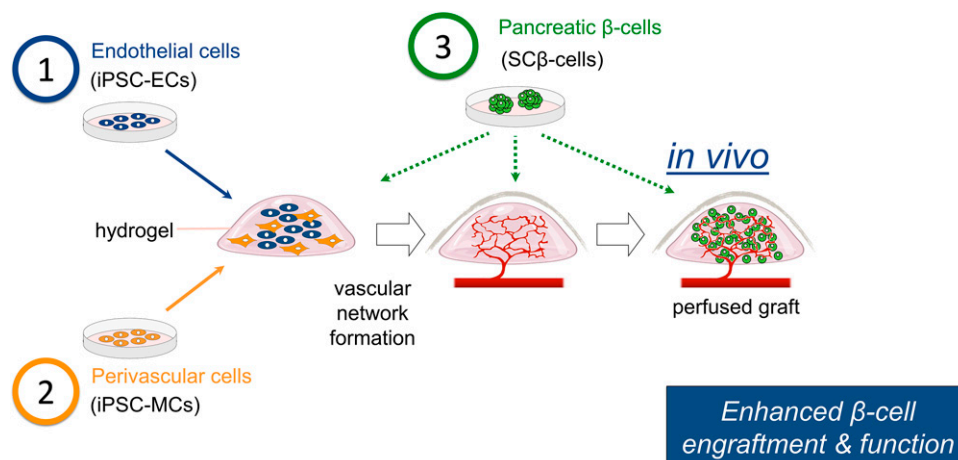 1
Endothelial cells
(iPSC-ECs)
3
Pancreatic β-cells
(SCβ-cells)
in vivo
hydrogel
vascular
network
formation
perfused graft
2
Perivascular cells
(iPSC-MCs)
Enhanced β-cell
engraftment & function